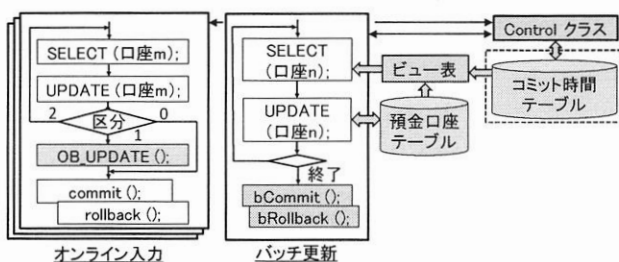 SELECT (口座m);
UPDATE (口座m);
2
区分
0
1
OB_UPDATE ();
commit ();
rollback ();
オンライン入力
SELECT
(口座n);
UPDATE
(口座n);
終了
bCommit ();
bRollback ();
バッチ更新
ビュー表
預金口座
テーブル
Control クラス
コミット時間
テーブル